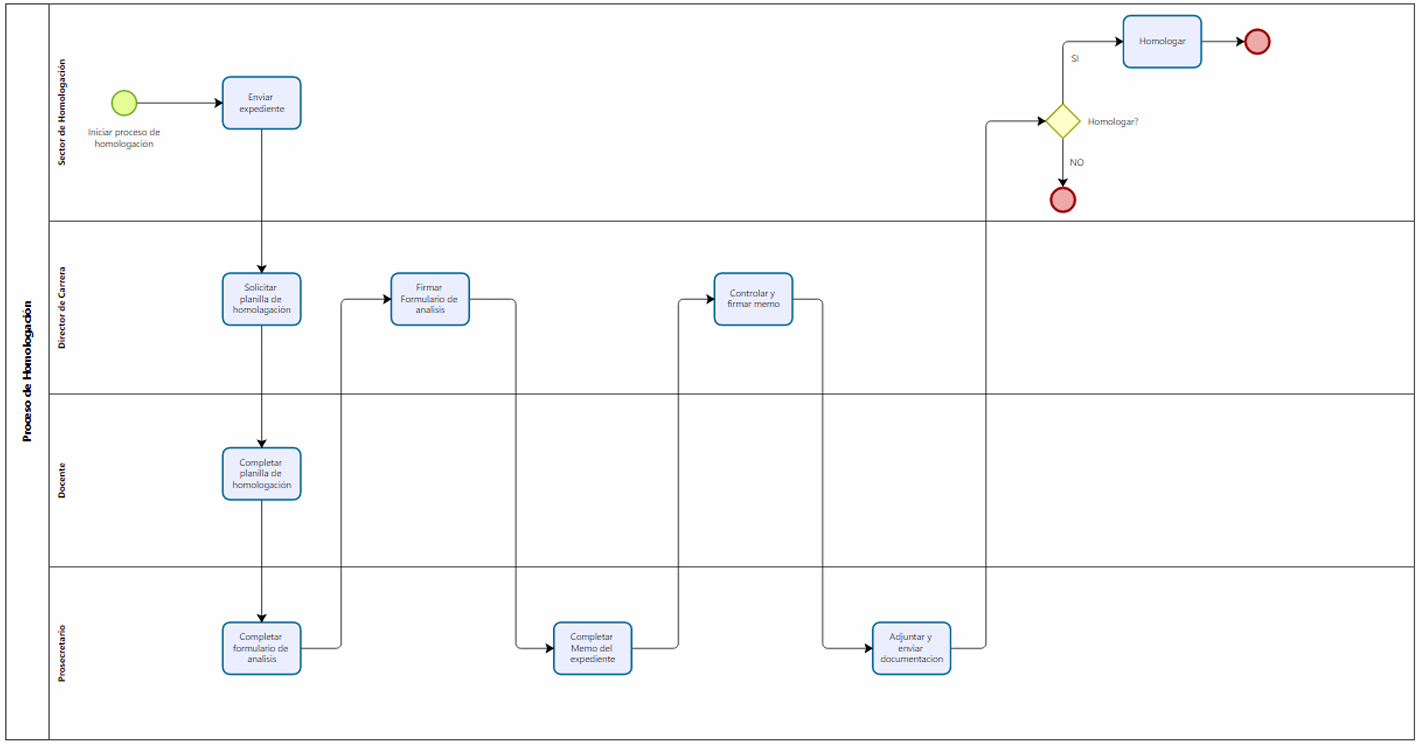 Proceso de Homologación
Sector de Homologación
Iniciar proceso de
homologación
Enviar
expediente
Homologar?
SI
NO
Homologar
Director de Carrera
Solicitar
planilla de
homolagación
Firmar
Formulario de
analisis
Controlar y
firmar memo
Docente
Completar
planilla de
homologación
Prosecretario
Completar
formulario de
analisis
Completar
Memo del
expediente
Adjuntar y
enviar
documentacion